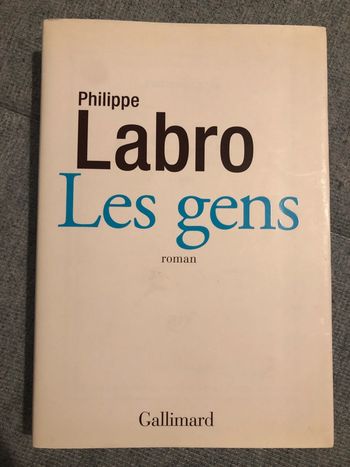 Philippe
Labro
Les gens
roman
Gallimard